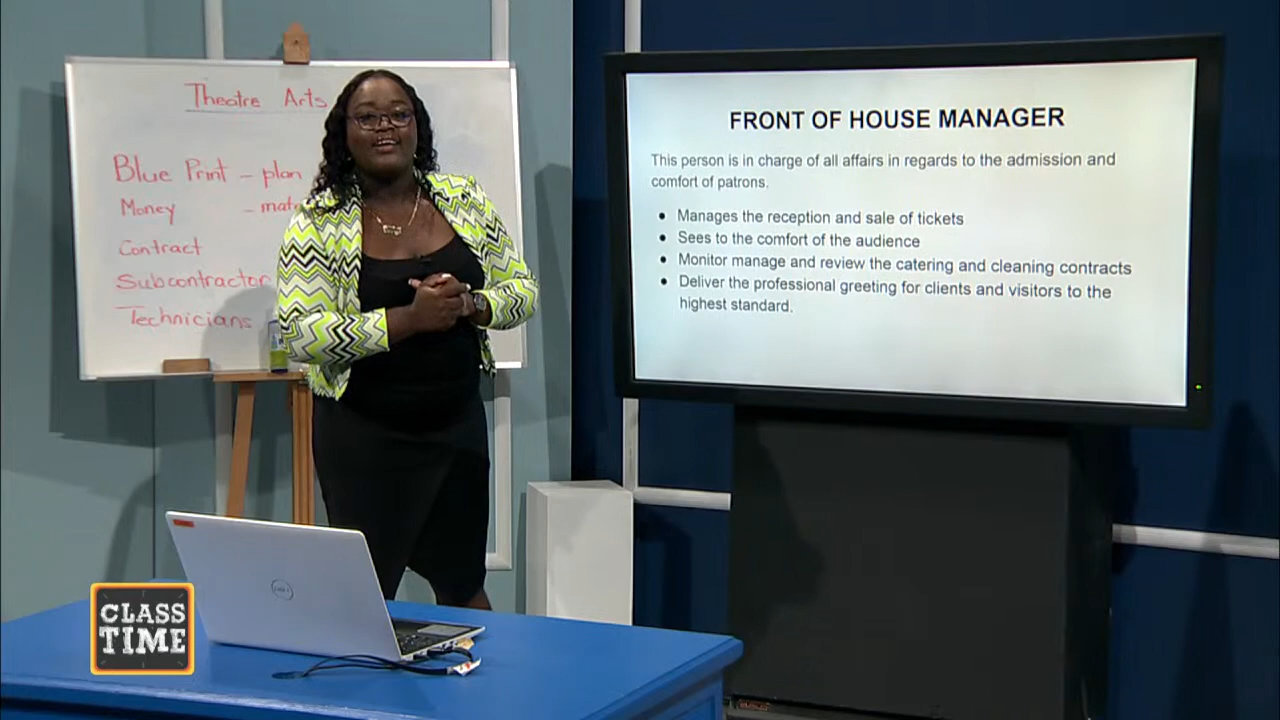 Theatre Arts
Blue Print - plan
Money -
Contract
Subcontractor
Technicians
FRONT OF HOUSE MANAGER
This person is in charge of all affairs in regards to the admission and
comfort of patrons.
• Manages the reception and sale of tickets
• Sees to the comfort of the audience
• Monitor manage and review the catering and cleaning contracts
• Deliver the professional greeting for clients and visitors to the
highest standard.
DELL
CLASS
TIME